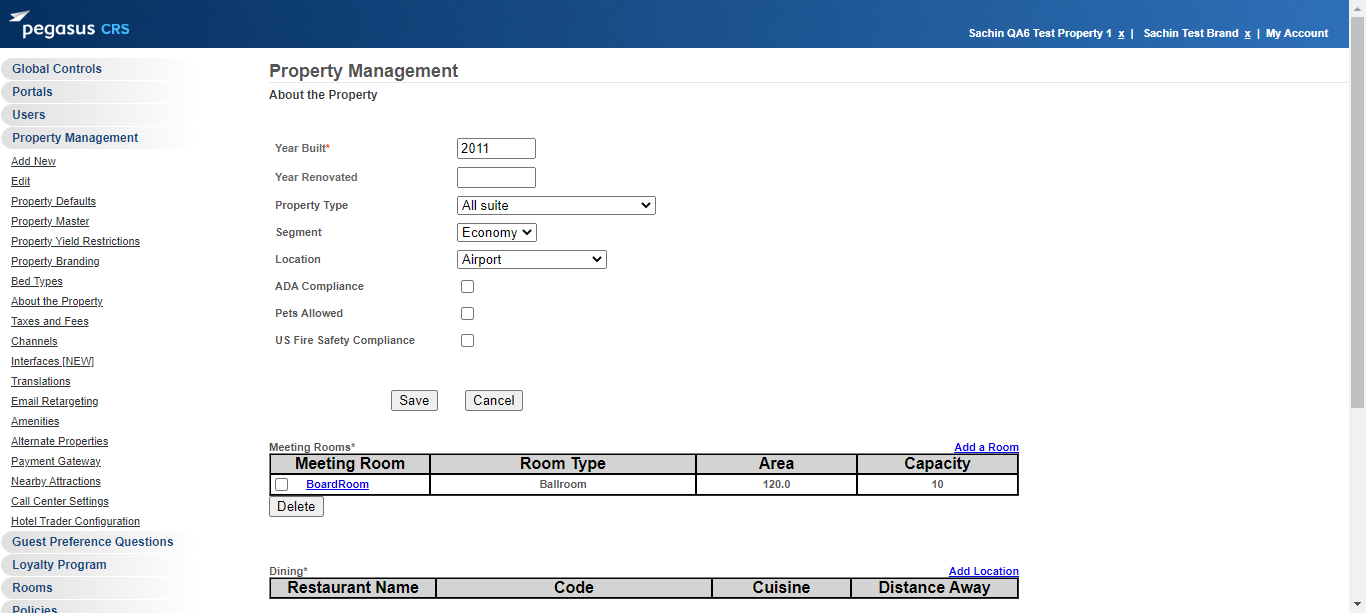 pegasus CRS
Sachin QA6 Test Property 1 x | Sachin Test Brand x | My Account
Global Controls
Portals
Users
Property Management
Add New
Edit
Property Defaults
Property Master
Property Yield Restrictions
Property Branding
Bed Types
About the Property
Taxes and Fees
Channels
Interfaces [NEW]
Translations
Email Retargeting
Amenities
Alternate Properties
Payment Gateway
Nearby Attractions
Call Center Settings
Hotel Trader Configuration
Guest Preference Questions
Loyalty Program
Rooms
Policies
Property Management
About the Property
Year Built* 2011
Year Renovated
Property Type All suite
Segment Economy
Location Airport
ADA Compliance
Pets Allowed
US Fire Safety Compliance
Save Cancel
Meeting Rooms* Add a Room
Meeting Room Room Type Area Capacity
BoardRoom Ballroom 120.0 10
Delete
Dining* Add Location
Restaurant Name Code Cuisine Distance Away